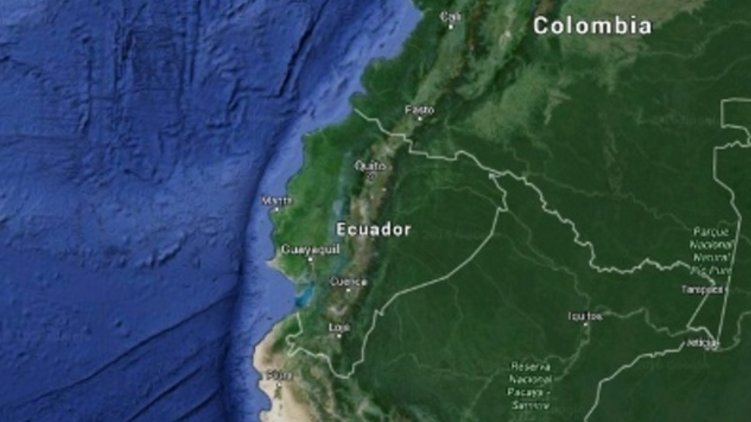 Cali
Colombia
Pasto
Quito
Manta
Ecuador
Guayaquil
Cuenca
Loja
Piura
Iquitos
Parque
Nacional
Natural
Río Puré
Tarapacá
Leticia
Reserva
Nacional
Pacaya -
Samiria